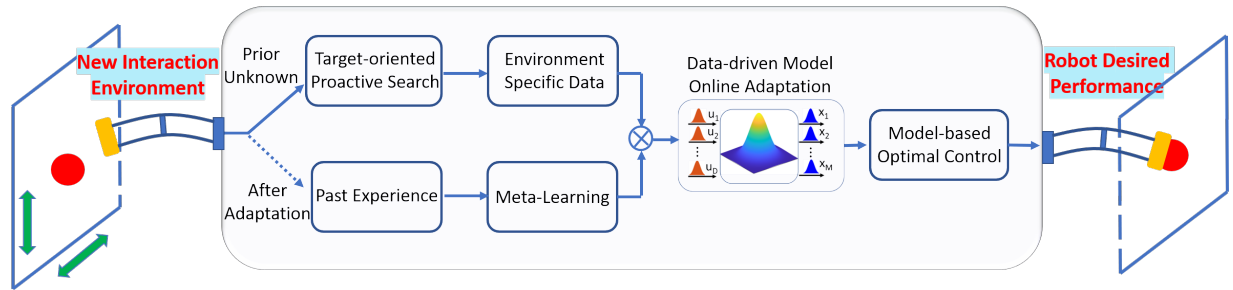 New Interaction
Environment
Prior
Unknown
After
Adaptation
Target-oriented
Proactive Search
Environment
Specific Data
Past Experience
Meta-Learning
Data-driven Model
Online Adaptation
u1
u2
⋮
uD
x1
x2
⋮
xM
Model-based
Optimal Control
Robot Desired
Performance